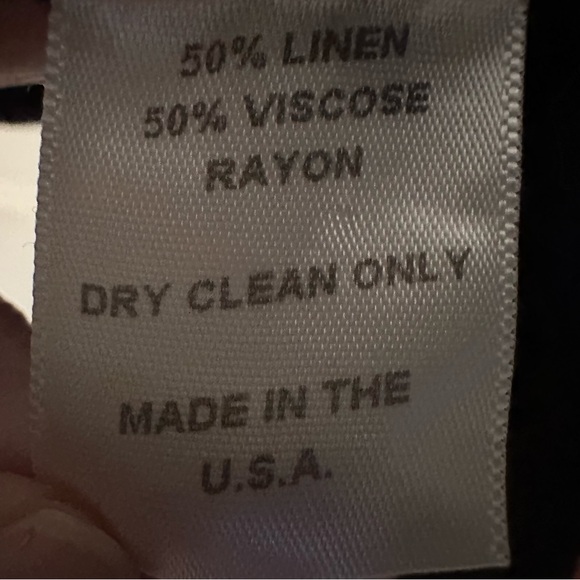 50% LINEN
50% VISCOSE
RAYON
DRY CLEAN ONLY
MADE IN THE
U.S.A.